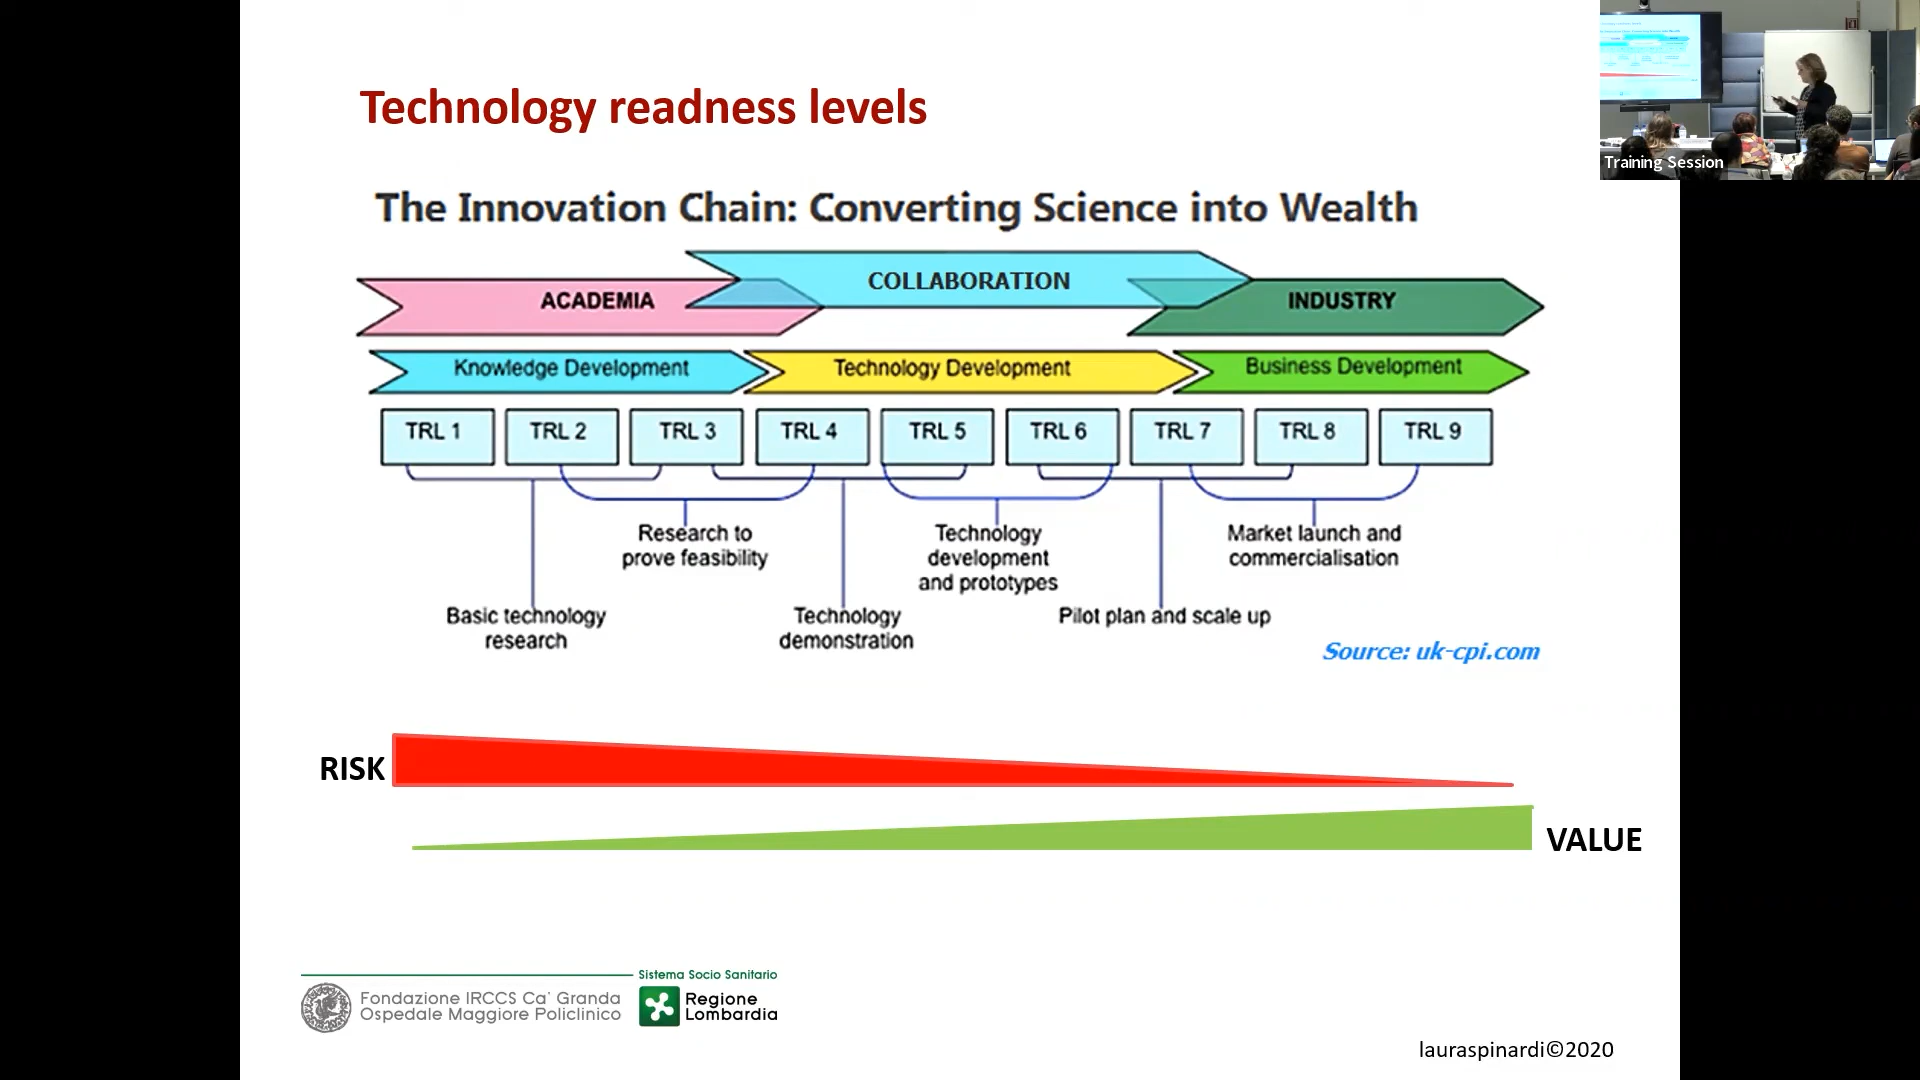 Technology readness levels
Training Session
The Innovation Chain: Converting Science into Wealth
COLLABORATION
ACADEMIA
INDUSTRY
Knowledge Development
Technology Development
Business Development
TRL 1
TRL 2
TRL 3
TRL 4
TRL 5
TRL 6
TRL 7
TRL 8
TRL 9
Research to
prove feasibility
Technology
development
and prototypes
Market launch and
commercialisation
Basic technology
research
Technology
demonstration
Pilot plan and scale up
Source: uk-cpi.com
RISK
VALUE
Sistema Socio Sanitario
Fondazione IRCCS Ca' Granda
Ospedale Maggiore Policlinico
Regione
Lombardia
lauraspinardi©2020